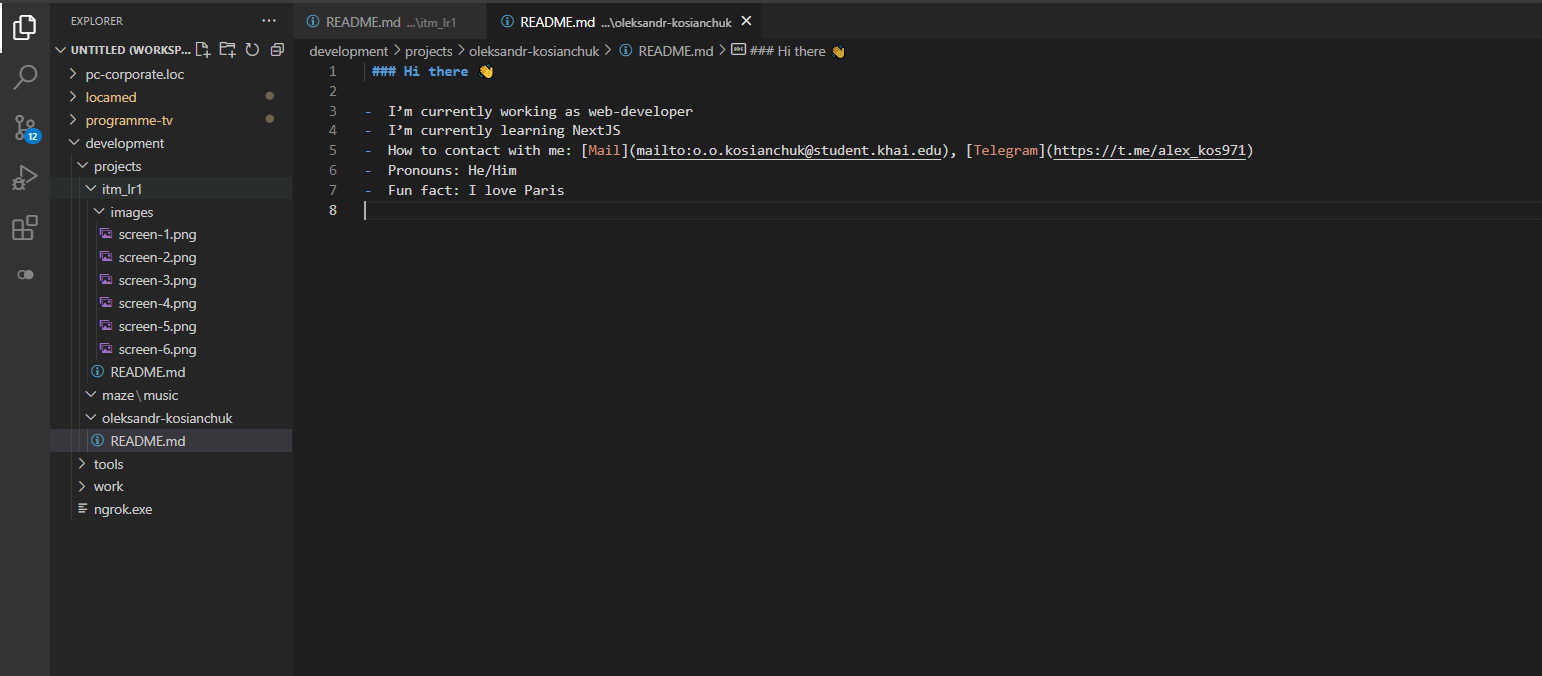 EXPLORER
UNTITLED (WORKSP...
pc-corporate.loc
locamed
programme-tv
development
projects
itm_lr1
images
screen-1.png
screen-2.png
screen-3.png
screen-4.png
screen-5.png
screen-6.png
README.md
maze\music
oleksandr-kosianchuk
README.md
tools
work
ngrok.exe
12
README.md ...\itm_lr1
README.md ...\oleksandr-kosianchuk
development > projects > oleksandr-kosianchuk > README.md > ### Hi there 👋
1 ### Hi there 👋
2
3 - I’m currently working as web-developer
4 - I’m currently learning NextJS
5 - How to contact with me: [Mail](mailto:o.o.kosianchuk@student.khai.edu), [Telegram](https://t.me/alex_kos971)
6 - Pronouns: He/Him
7 - Fun fact: I love Paris
8